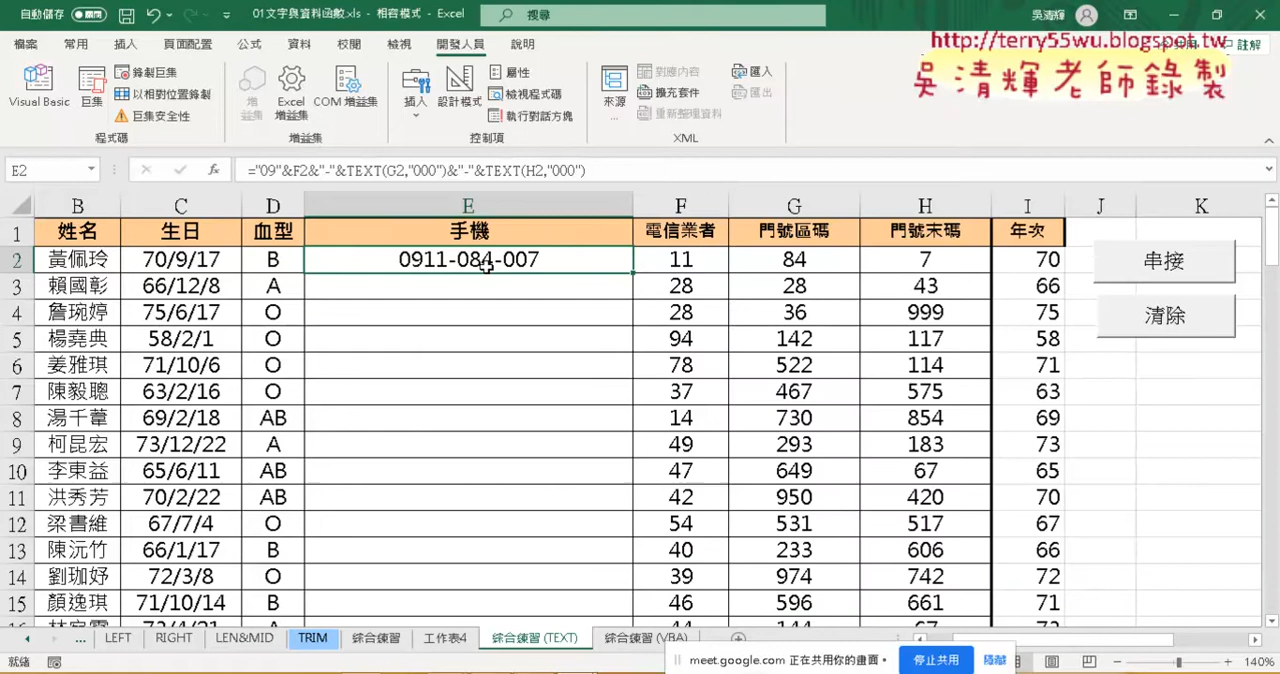 自動儲存 01文字與資料函數.xls - 相容模式 - Excel 搜尋 吳清輝
檔案 常用 插入 頁面配置 公式 資料 校閱 檢視 開發人員 說明 註解
http://terry55wu.blogspot.tw
吳清輝老師錄製
Visual Basic 巨集 錄製巨集 以相對位置錄製 巨集安全性 程式碼
增益集 Excel 增益集 COM 增益集 增益集
插入 設計模式 屬性 檢視程式碼 執行對話方塊 控制項
來源 對應內容 擴充套件 重新整理資料 匯入 匯出 XML
E2 fx ="09"&F2&"-"&TEXT(G2,"000")&"-"&TEXT(H2,"000")
B C D E F G H I J K
1 姓名 生日 血型 手機 電信業者 門號區碼 門號末碼 年次
2 黃佩玲 70/9/17 B 0911-084-007 11 84 7 70 串接
3 賴國彰 66/12/8 A 28 28 43 66
4 詹琬婷 75/6/17 O 28 36 999 75 清除
5 楊堯典 58/2/1 O 94 142 117 58
6 姜雅琪 71/10/6 O 78 522 114 71
7 陳毅聰 63/2/16 O 37 467 575 63
8 湯千葦 69/2/18 AB 14 730 854 69
9 柯昆宏 73/12/22 A 49 293 183 73
10 李東益 65/6/11 AB 47 649 67 65
11 洪秀芳 70/2/22 AB 42 950 420 70
12 梁書維 67/7/4 O 54 531 517 67
13 陳沅竹 66/1/17 B 40 233 606 66
14 劉珈妤 72/3/8 O 39 974 742 72
15 顏逸琪 71/10/14 B 46 596 661 71
... LEFT RIGHT LEN&MID TRIM 綜合練習 工作表4 綜合練習 (TEXT) 綜合練習 (VBA)
meet.google.com 正在共用你的畫面。 停止共用 隱藏
就緒 140%